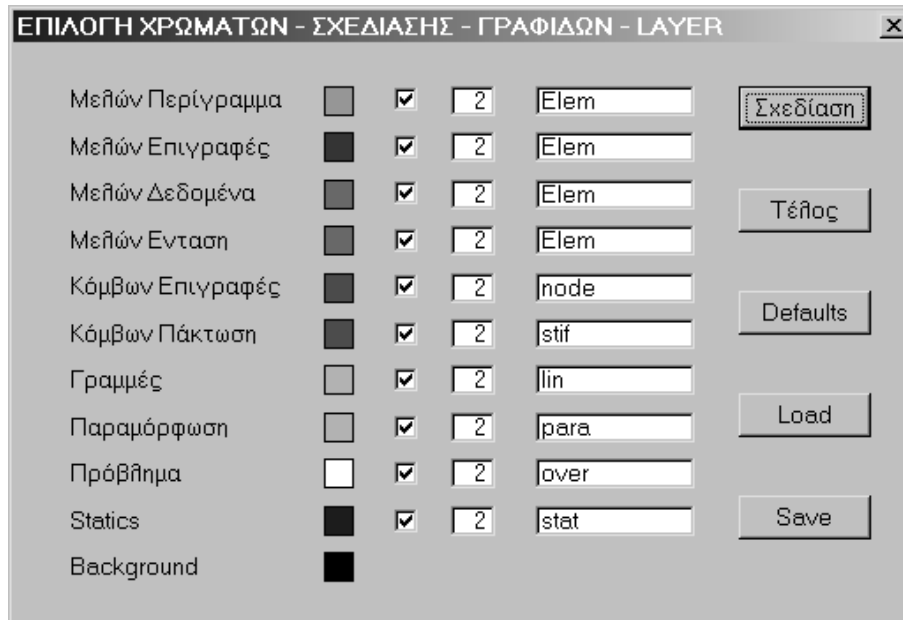 ΕΠΙΛΟΓΗ ΧΡΩΜΑΤΩΝ - ΣΧΕΔΙΑΣΗΣ - ΓΡΑΦΙΔΩΝ - LAYER
Μελών Περίγραμμα 2 Elem Σχεδίαση
Μελών Επιγραφές 2 Elem
Μελών Δεδομένα 2 Elem Τέλος
Μελών Ενταση 2 Elem
Κόμβων Επιγραφές 2 node Defaults
Κόμβων Πάκτωση 2 stif
Γραμμές 2 lin
Παραμόρφωση 2 para Load
Πρόβλημα 2 over
Statics 2 stat Save
Background